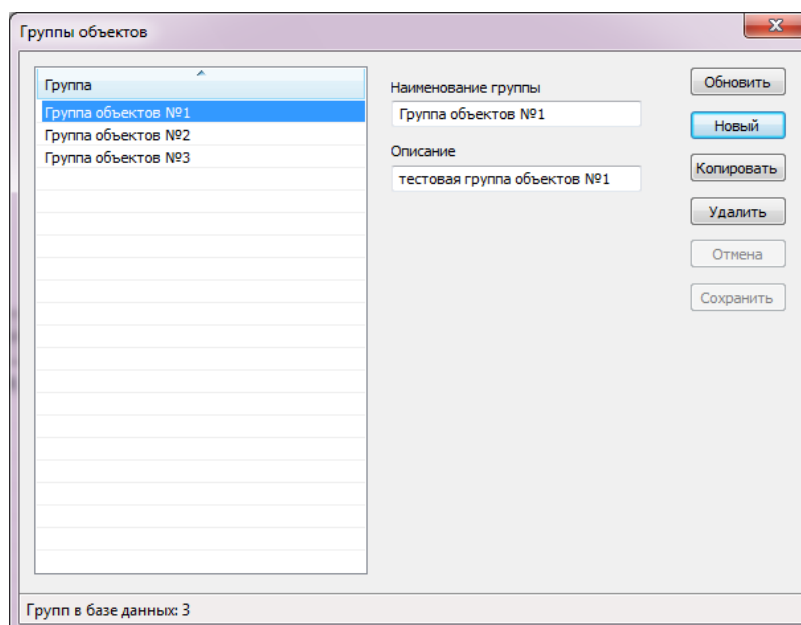 Группы объектов
Группа
Группа объектов №1
Группа объектов №2
Группа объектов №3
Наименование группы
Группа объектов №1
Описание
тестовая группа объектов №1
Обновить
Новый
Копировать
Удалить
Отмена
Сохранить
Групп в базе данных: 3